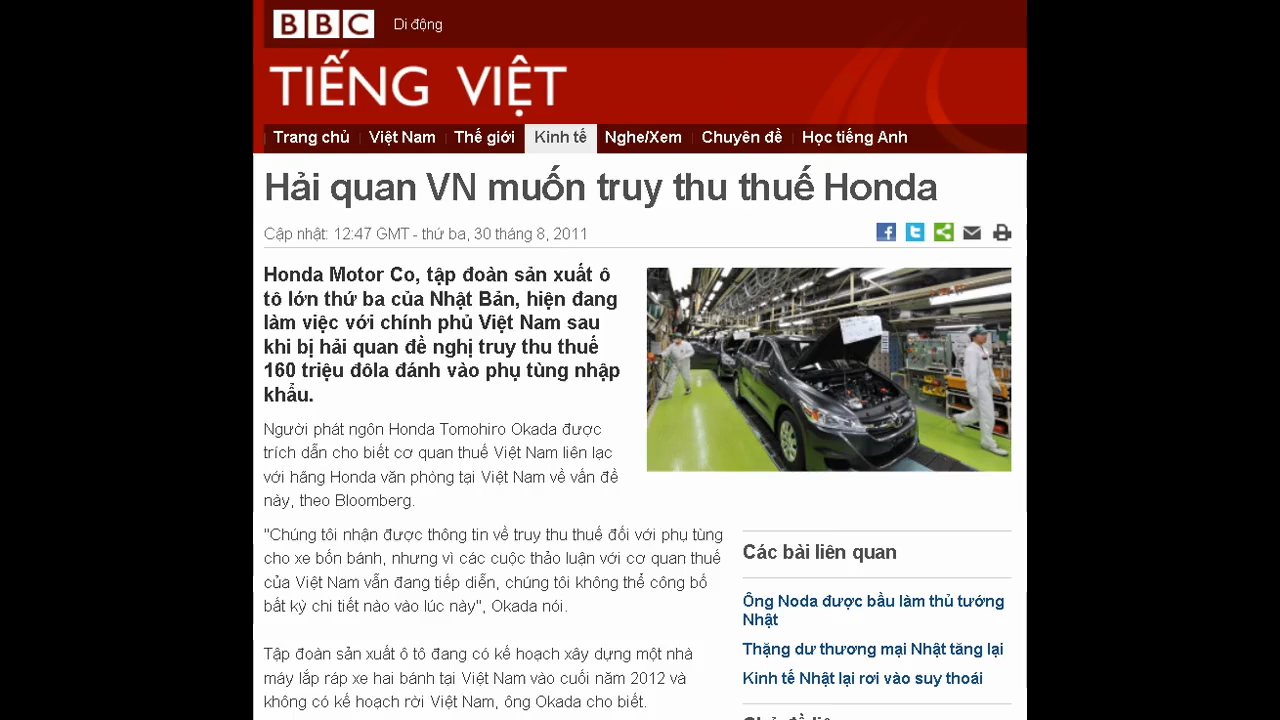 BBC Di động
TIẾNG VIỆT
Trang chủ Việt Nam Thế giới Kinh tế Nghe/Xem Chuyên đề Học tiếng Anh
Hải quan VN muốn truy thu thuế Honda
Cập nhật: 12:47 GMT - thứ ba, 30 tháng 8, 2011
Honda Motor Co, tập đoàn sản xuất ô
tô lớn thứ ba của Nhật Bản, hiện đang
làm việc với chính phủ Việt Nam sau
khi bị hải quan đề nghị truy thu thuế
160 triệu đôla đánh vào phụ tùng nhập
khẩu.
Người phát ngôn Honda Tomohiro Okada được
trích dẫn cho biết cơ quan thuế Việt Nam liên lạc
với hãng Honda văn phòng tại Việt Nam về vấn đề
này, theo Bloomberg.
"Chúng tôi nhận được thông tin về truy thu thuế đối với phụ tùng
cho xe bốn bánh, nhưng vì các cuộc thảo luận với cơ quan thuế
của Việt Nam vẫn đang tiếp diễn, chúng tôi không thể công bố
bất kỳ chi tiết nào vào lúc này", Okada nói.
Tập đoàn sản xuất ô tô đang có kế hoạch xây dựng một nhà
máy lắp ráp xe hai bánh tại Việt Nam vào cuối năm 2012 và
không có kế hoạch rời Việt Nam, ông Okada cho biết.
Các bài liên quan
Ông Noda được bầu làm thủ tướng
Nhật
Thặng dư thương mại Nhật tăng lại
Kinh tế Nhật lại rơi vào suy thoái